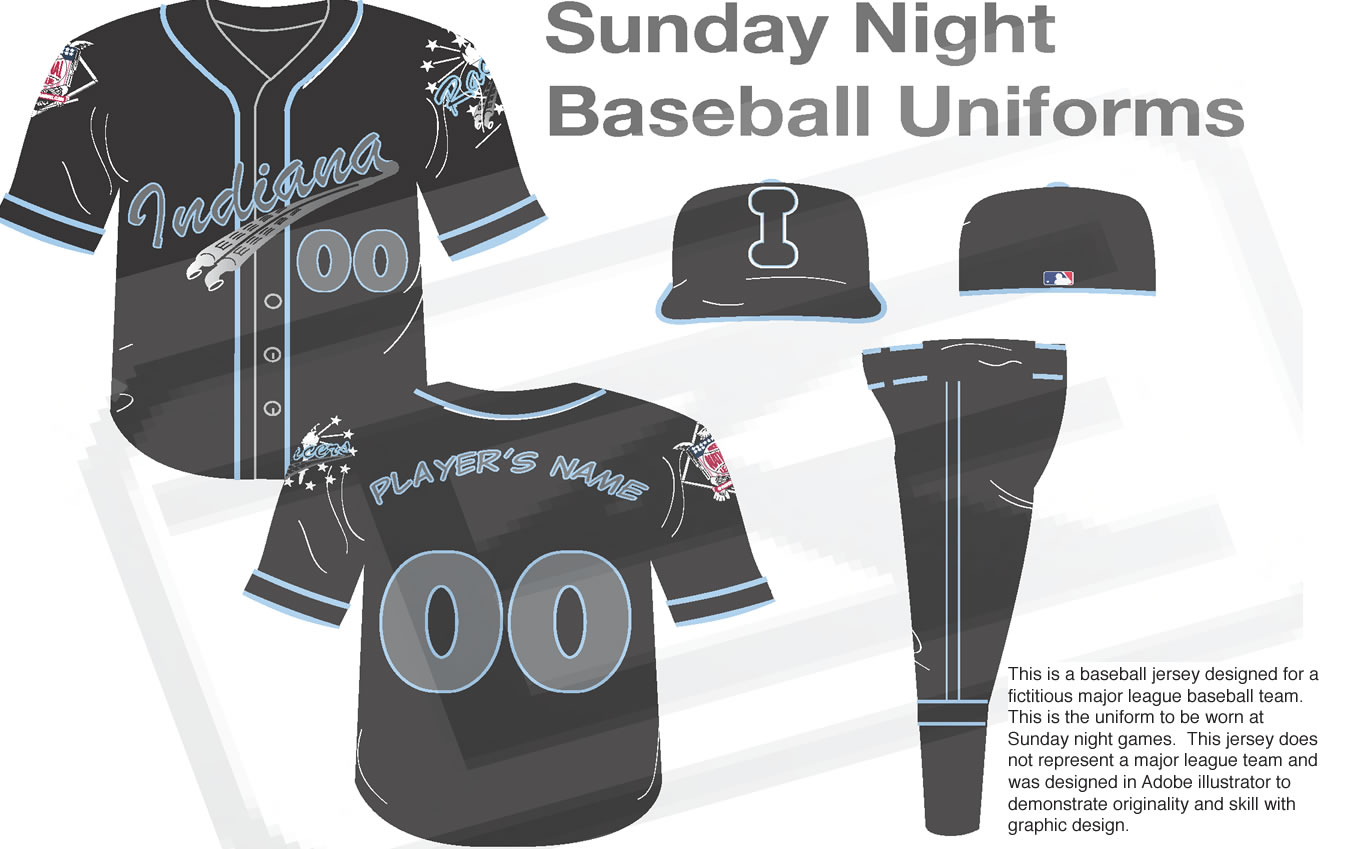 Sunday Night
Baseball Uniforms
Indiana
00
I
PLAYER'S NAME
00
This is a baseball jersey designed for a
fictitious major league baseball team.
This is the uniform to be worn at
Sunday night games.  This jersey does
not represent a major league team and
was designed in Adobe illustrator to
demonstrate originality and skill with
graphic design.